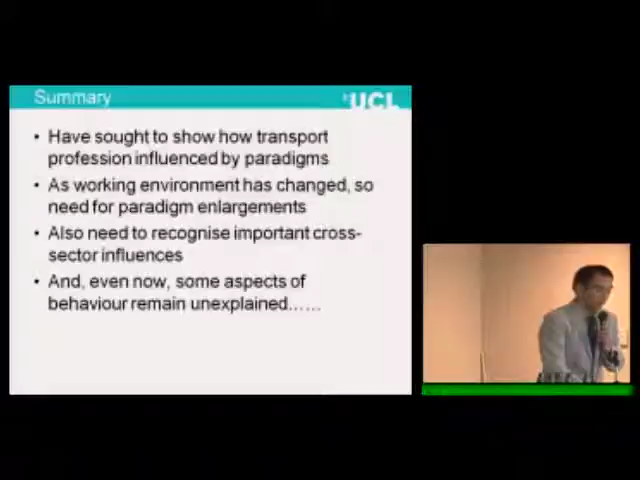 Summary
UCL
• Have sought to show how transport
profession influenced by paradigms
• As working environment has changed, so
need for paradigm enlargements
• Also need to recognise important cross-
sector influences
• And, even now, some aspects of
behaviour remain unexplained……